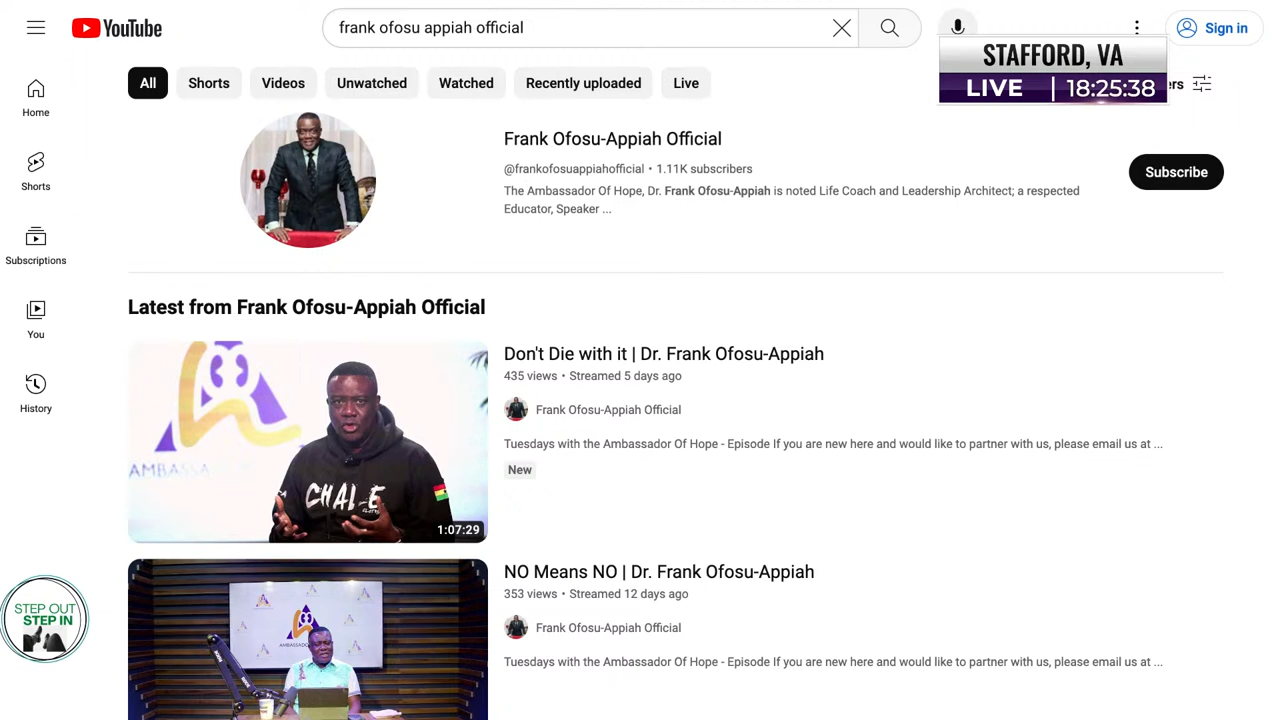 YouTube
frank ofosu appiah official
Sign in
STAFFORD, VA
LIVE | 18:25:38
All
Shorts
Videos
Unwatched
Watched
Recently uploaded
Live
Home
Shorts
Subscriptions
You
History
Frank Ofosu-Appiah Official
@frankofosuappiahofficial • 1.11K subscribers
The Ambassador Of Hope, Dr. Frank Ofosu-Appiah is noted Life Coach and Leadership Architect; a respected
Educator, Speaker ...
Subscribe
Latest from Frank Ofosu-Appiah Official
CHALE
1:07:29
Don't Die with it | Dr. Frank Ofosu-Appiah
435 views • Streamed 5 days ago
Frank Ofosu-Appiah Official
Tuesdays with the Ambassador Of Hope - Episode If you are new here and would like to partner with us, please email us at ...
New
NO Means NO | Dr. Frank Ofosu-Appiah
353 views • Streamed 12 days ago
Frank Ofosu-Appiah Official
Tuesdays with the Ambassador Of Hope - Episode If you are new here and would like to partner with us, please email us at ...
STEP OUT
STEP IN